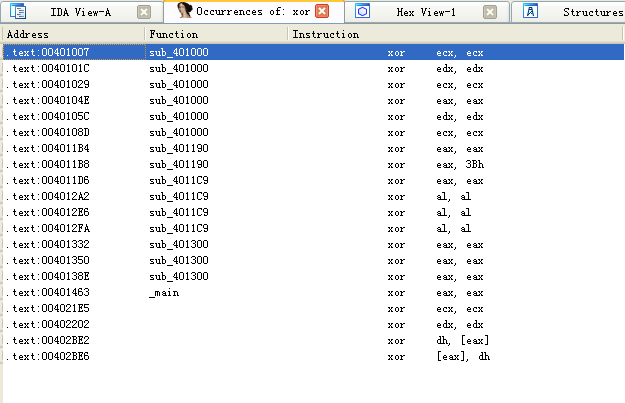 IDA View-A Occurrences of: xor Hex View-1 Structures
Address Function Instruction
.text:00401007 sub_401000 xor ecx, ecx
.text:0040101C sub_401000 xor edx, edx
.text:00401029 sub_401000 xor ecx, ecx
.text:0040104E sub_401000 xor eax, eax
.text:0040105C sub_401000 xor edx, edx
.text:0040108D sub_401000 xor ecx, ecx
.text:004011B4 sub_401190 xor eax, eax
.text:004011B8 sub_401190 xor eax, 3Bh
.text:004011D6 sub_4011C9 xor eax, eax
.text:004012A2 sub_4011C9 xor al, al
.text:004012E6 sub_4011C9 xor al, al
.text:004012FA sub_4011C9 xor al, al
.text:00401332 sub_401300 xor eax, eax
.text:00401350 sub_401300 xor eax, eax
.text:0040138E sub_401300 xor eax, eax
.text:00401463 _main xor eax, eax
.text:004021E5 xor ecx, ecx
.text:00402202 xor edx, edx
.text:00402BE2 xor dh, [eax]
.text:00402BE6 xor [eax], dh